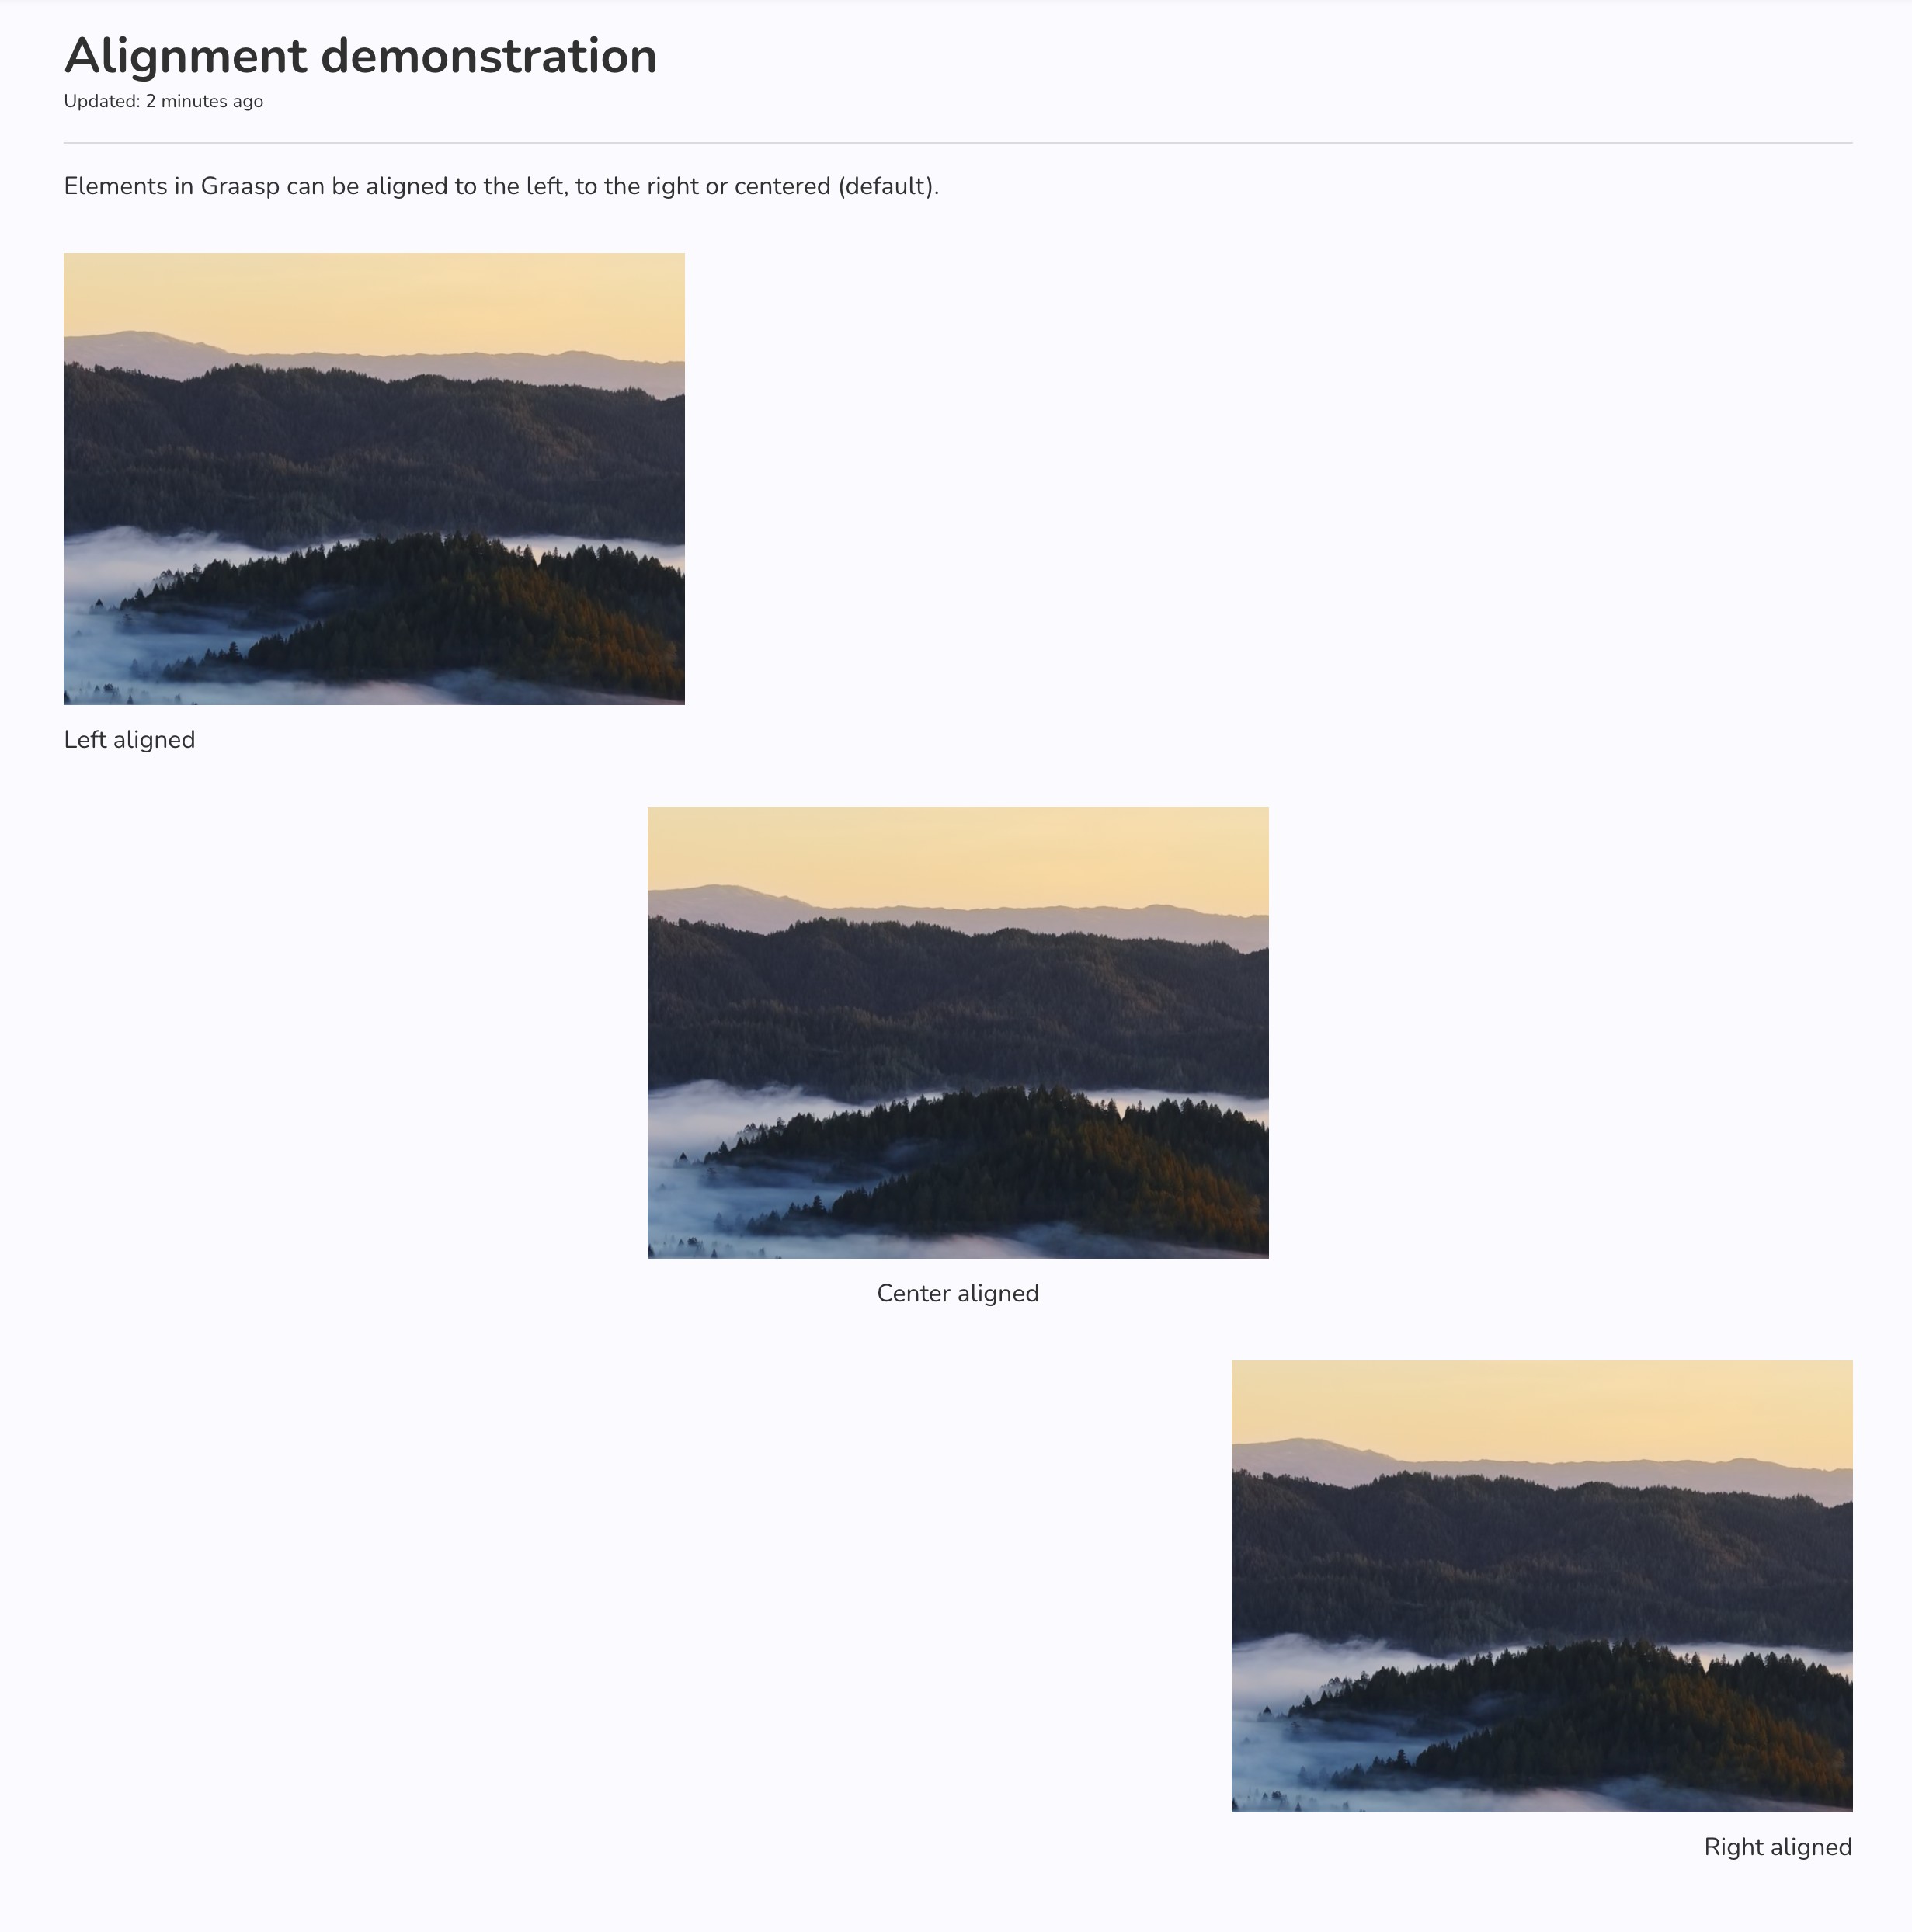 Alignment demonstration
Updated: 2 minutes ago
Elements in Graasp can be aligned to the left, to the right or centered (default).
Left aligned
Center aligned
Right aligned